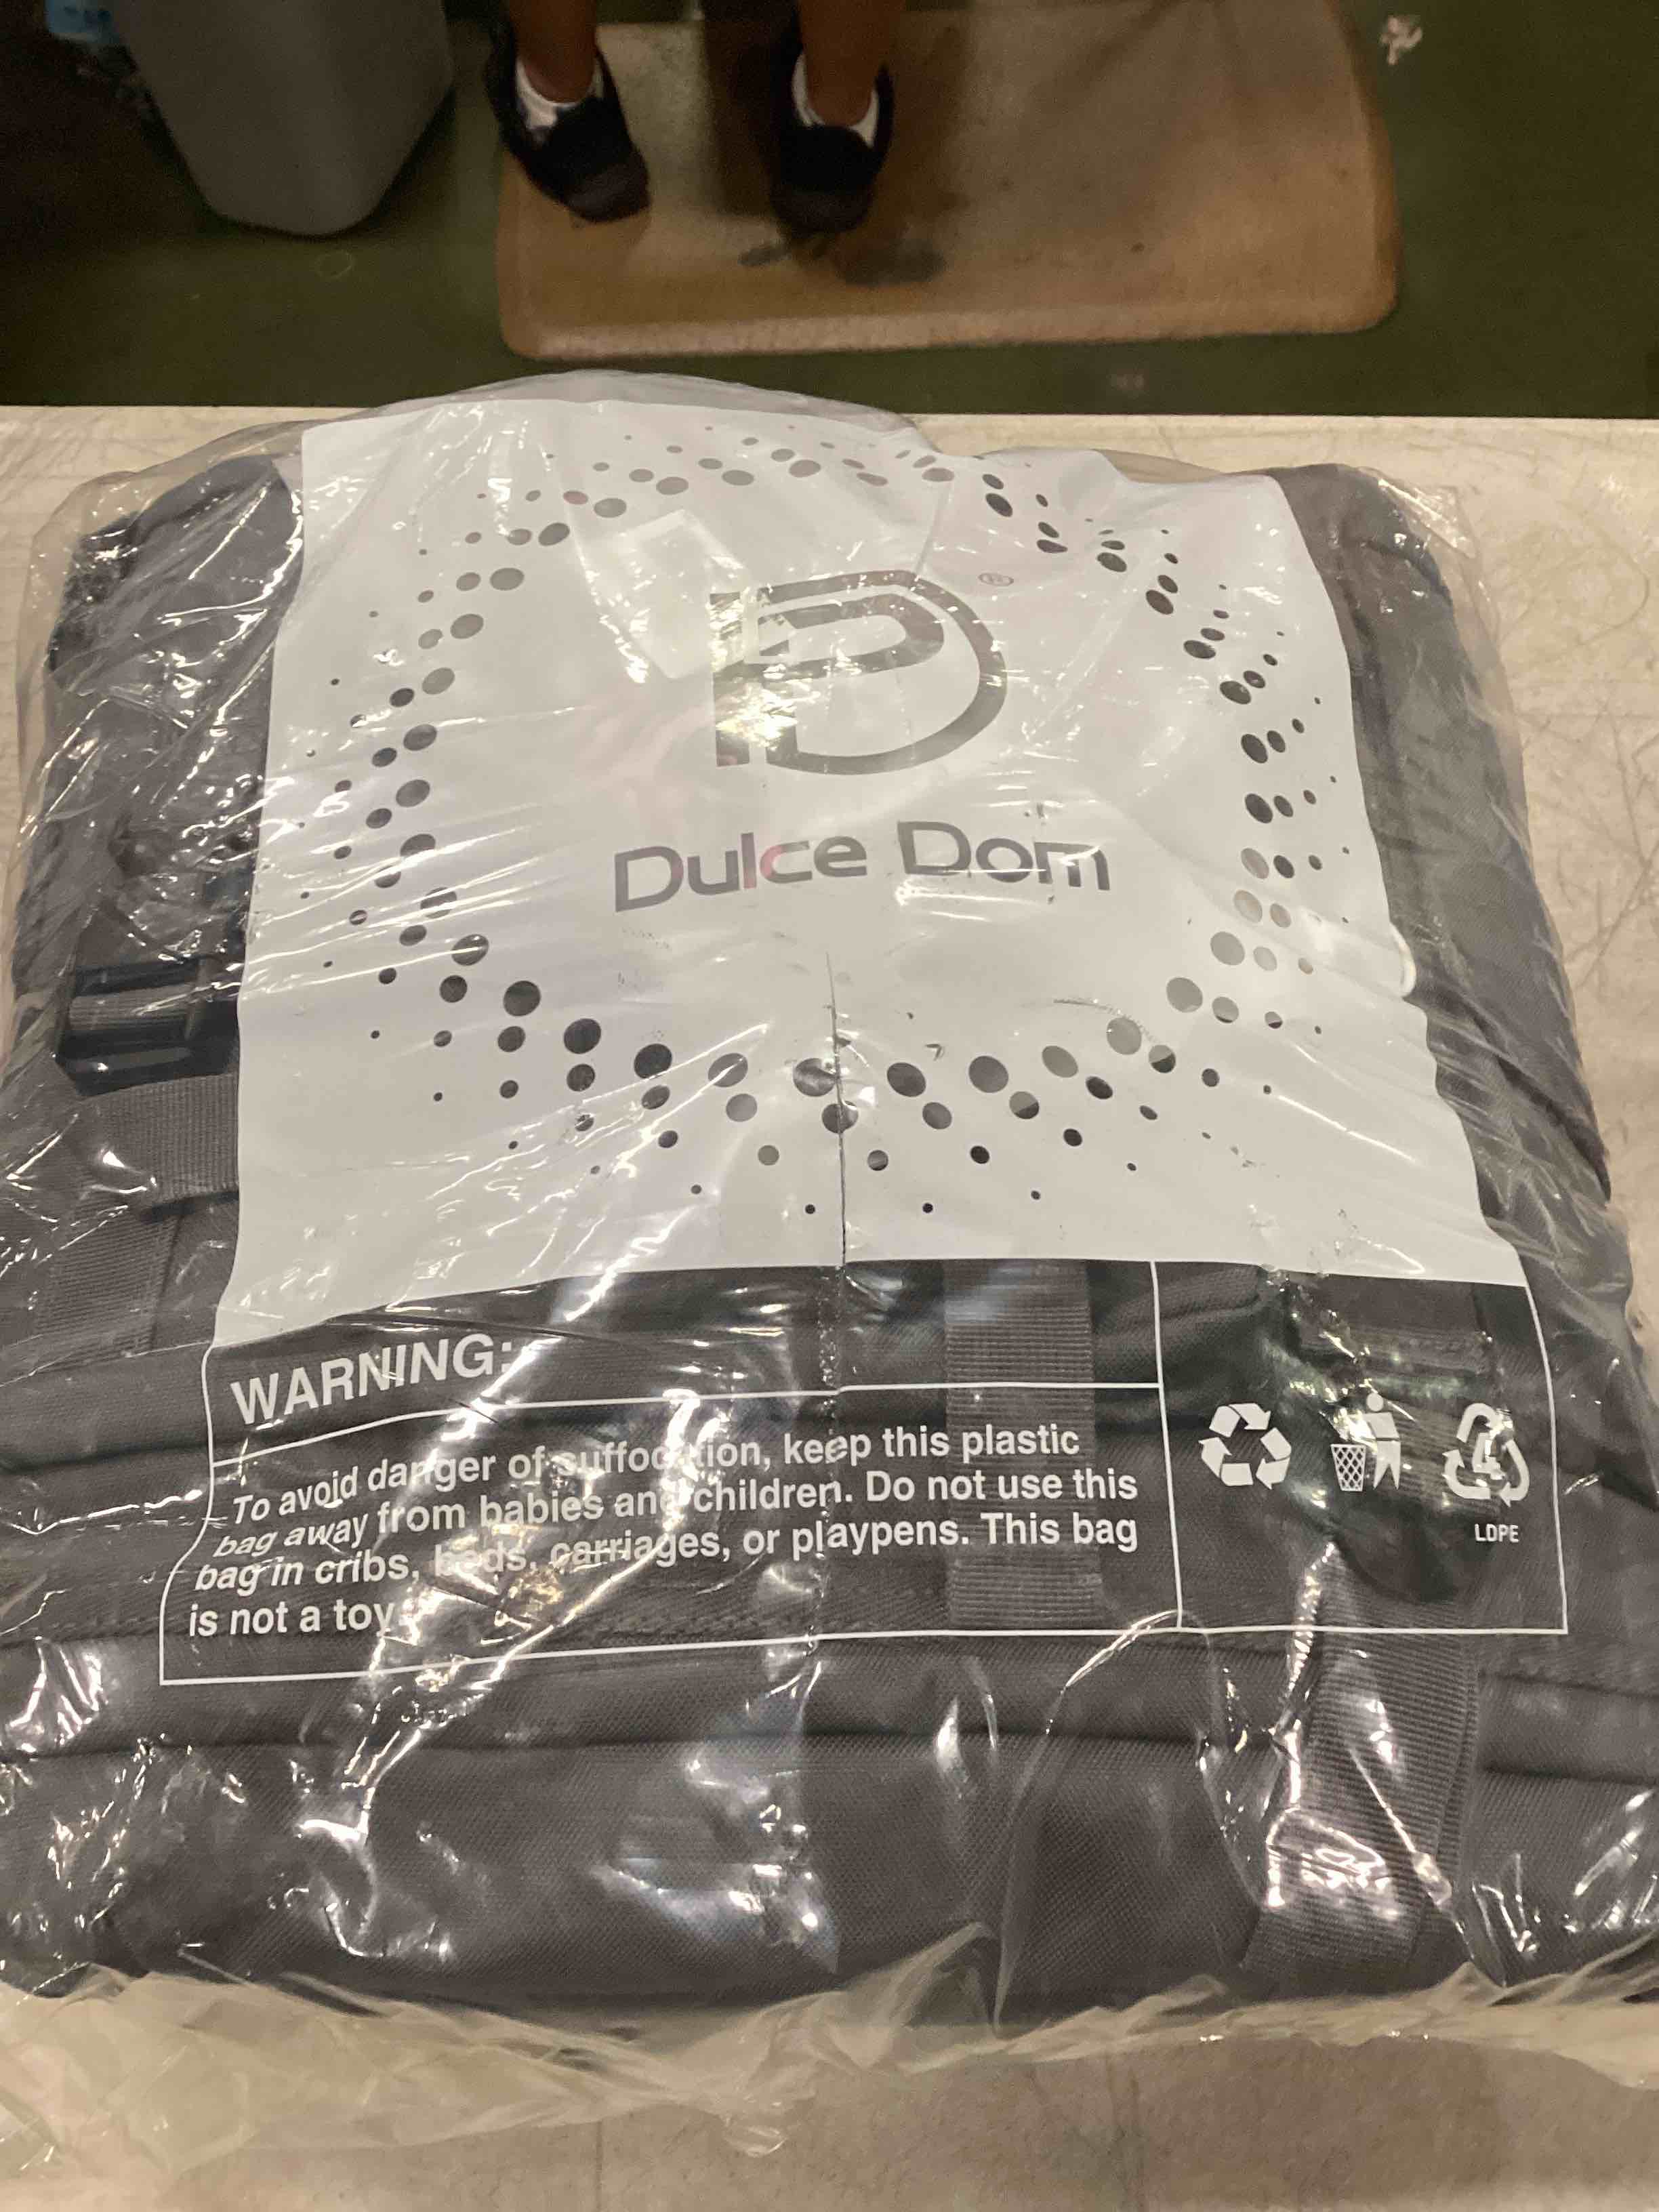 ®
Dulce Dom
WARNING:
To avoid danger of suffocation, keep this plastic
bag away from babies and children. Do not use this
bag in cribs, beds, carriages, or playpens. This bag
is not a toy.
4
LDPE